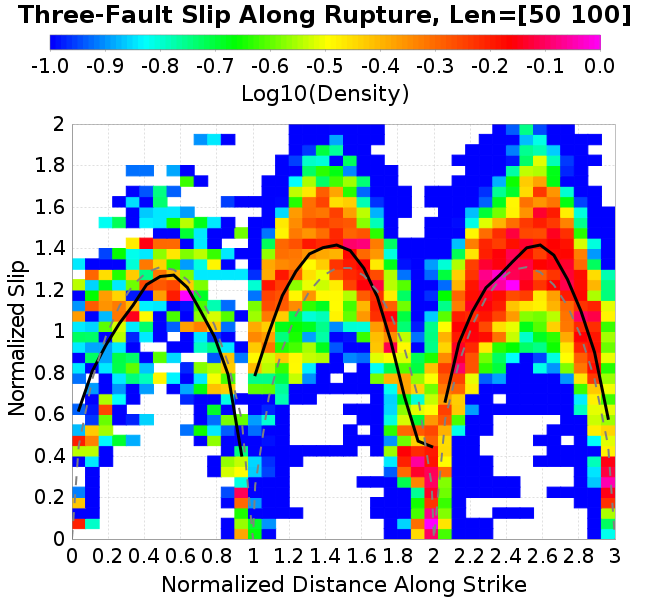 Three-Fault Slip Along Rupture, Len=[50 100]
-1.0 -0.9 -0.8 -0.7 -0.6 -0.5 -0.4 -0.3 -0.2 -0.1 0.0
Log10(Density)
2
1.8
1.6
1.4
1.2
1
0.8
0.6
0.4
0.2
0
Normalized Slip
0 0.2 0.4 0.6 0.8 1 1.2 1.4 1.6 1.8 2 2.2 2.4 2.6 2.8 3
Normalized Distance Along Strike